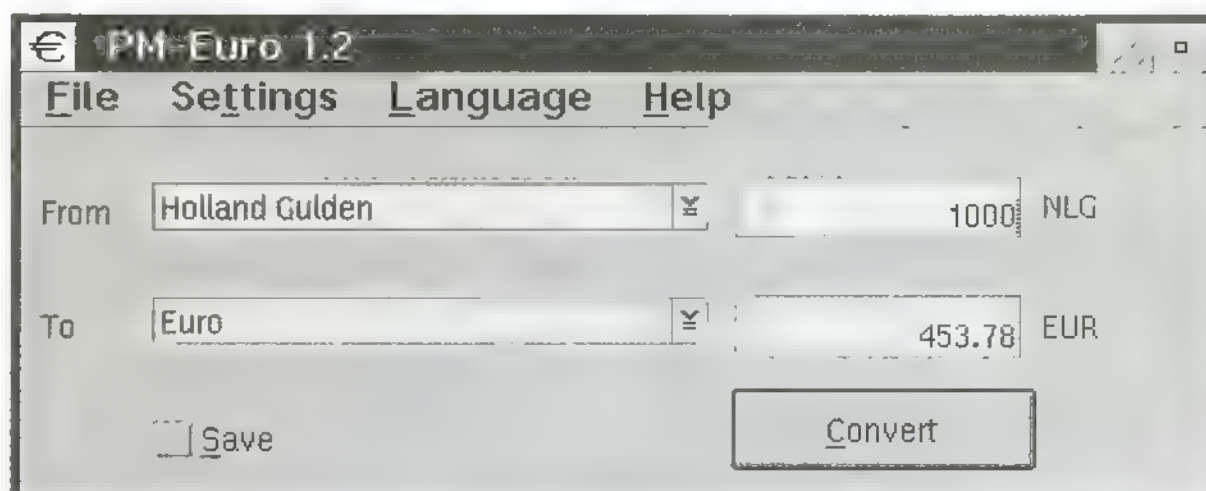 € PM-Euro 1.2
File Settings Language Help
From Holland Gulden 1000 NLG
To Euro 453.78 EUR
Save Convert